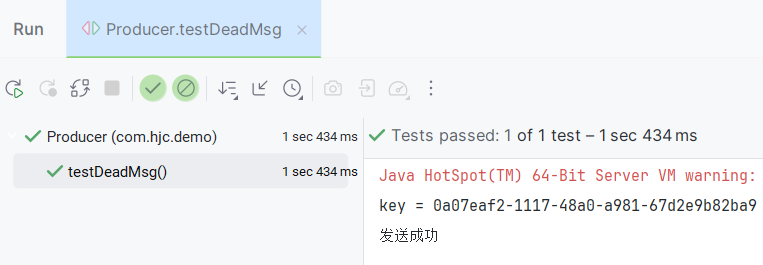 Run
Producer.testDeadMsg
Producer (com.hjc.demo) 1 sec 434 ms
testDeadMsg() 1 sec 434 ms
Tests passed: 1 of 1 test – 1 sec 434 ms
Java HotSpot(TM) 64-Bit Server VM warning:
key = 0a07eaf2-1117-48a0-a981-67d2e9b82ba9
发送成功